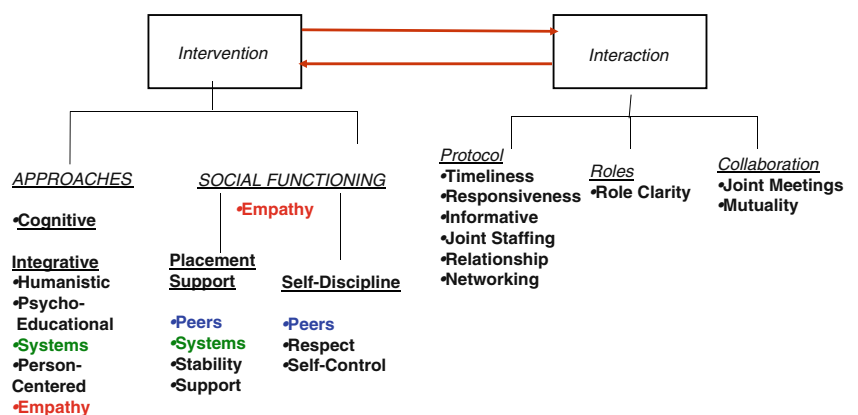 Intervention
Interaction
APPROACHES
•Cognitive
Integrative
•Humanistic
•Psycho-
Educational
•Systems
•Person-
Centered
•Empathy
SOCIAL FUNCTIONING
•Empathy
Placement
Support
•Peers
•Systems
•Stability
•Support
Self-Discipline
•Peers
•Respect
•Self-Control
Protocol
•Timeliness
•Responsiveness
•Informative
•Joint Staffing
•Relationship
•Networking
Roles
•Role Clarity
Collaboration
•Joint Meetings
•Mutuality